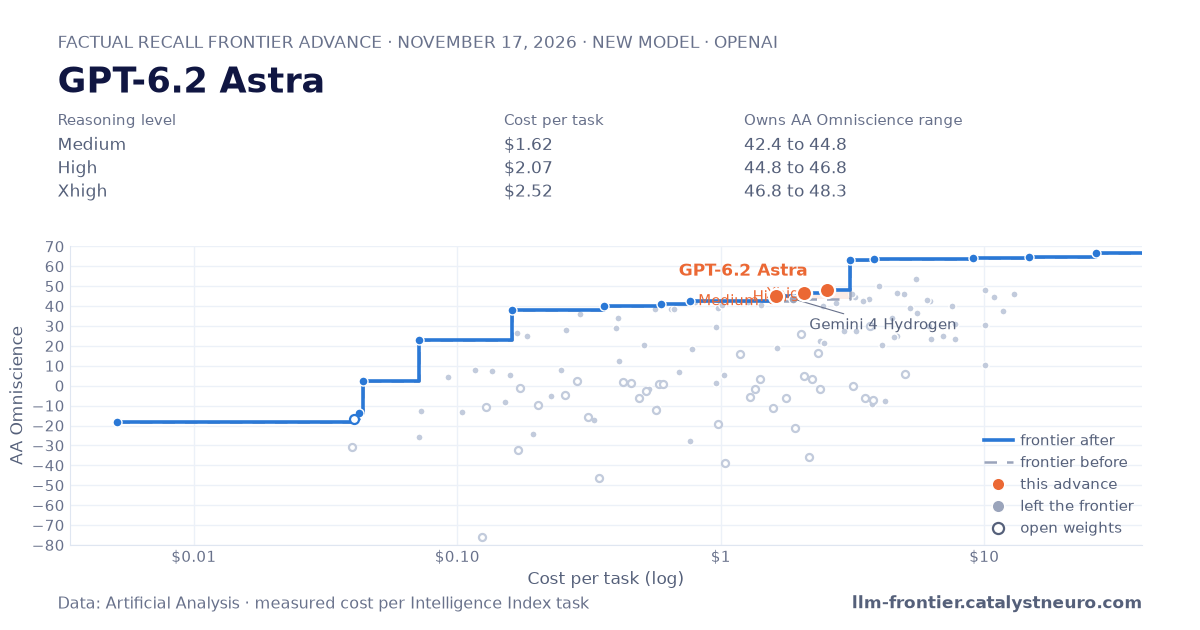 FACTUAL RECALL FRONTIER ADVANCE · NOVEMBER 17, 2026 · NEW MODEL · OPENAI
GPT-6.2 Astra
Reasoning level Cost per task Owns AA Omniscience range
Medium $1.62 42.4 to 44.8
High $2.07 44.8 to 46.8
Xhigh $2.52 46.8 to 48.3
70
60
50
40
30
20
10
0
−10
−20
−30
−40
−50
−60
−70
−80
AA Omniscience
GPT-6.2 Astra
Medium
Gemini 4 Hydrogen
frontier after
frontier before
this advance
left the frontier
open weights
$0.01 $0.10 $1 $10
Cost per task (log)
Data: Artificial Analysis · measured cost per Intelligence Index task
llm-frontier.catalystneuro.com